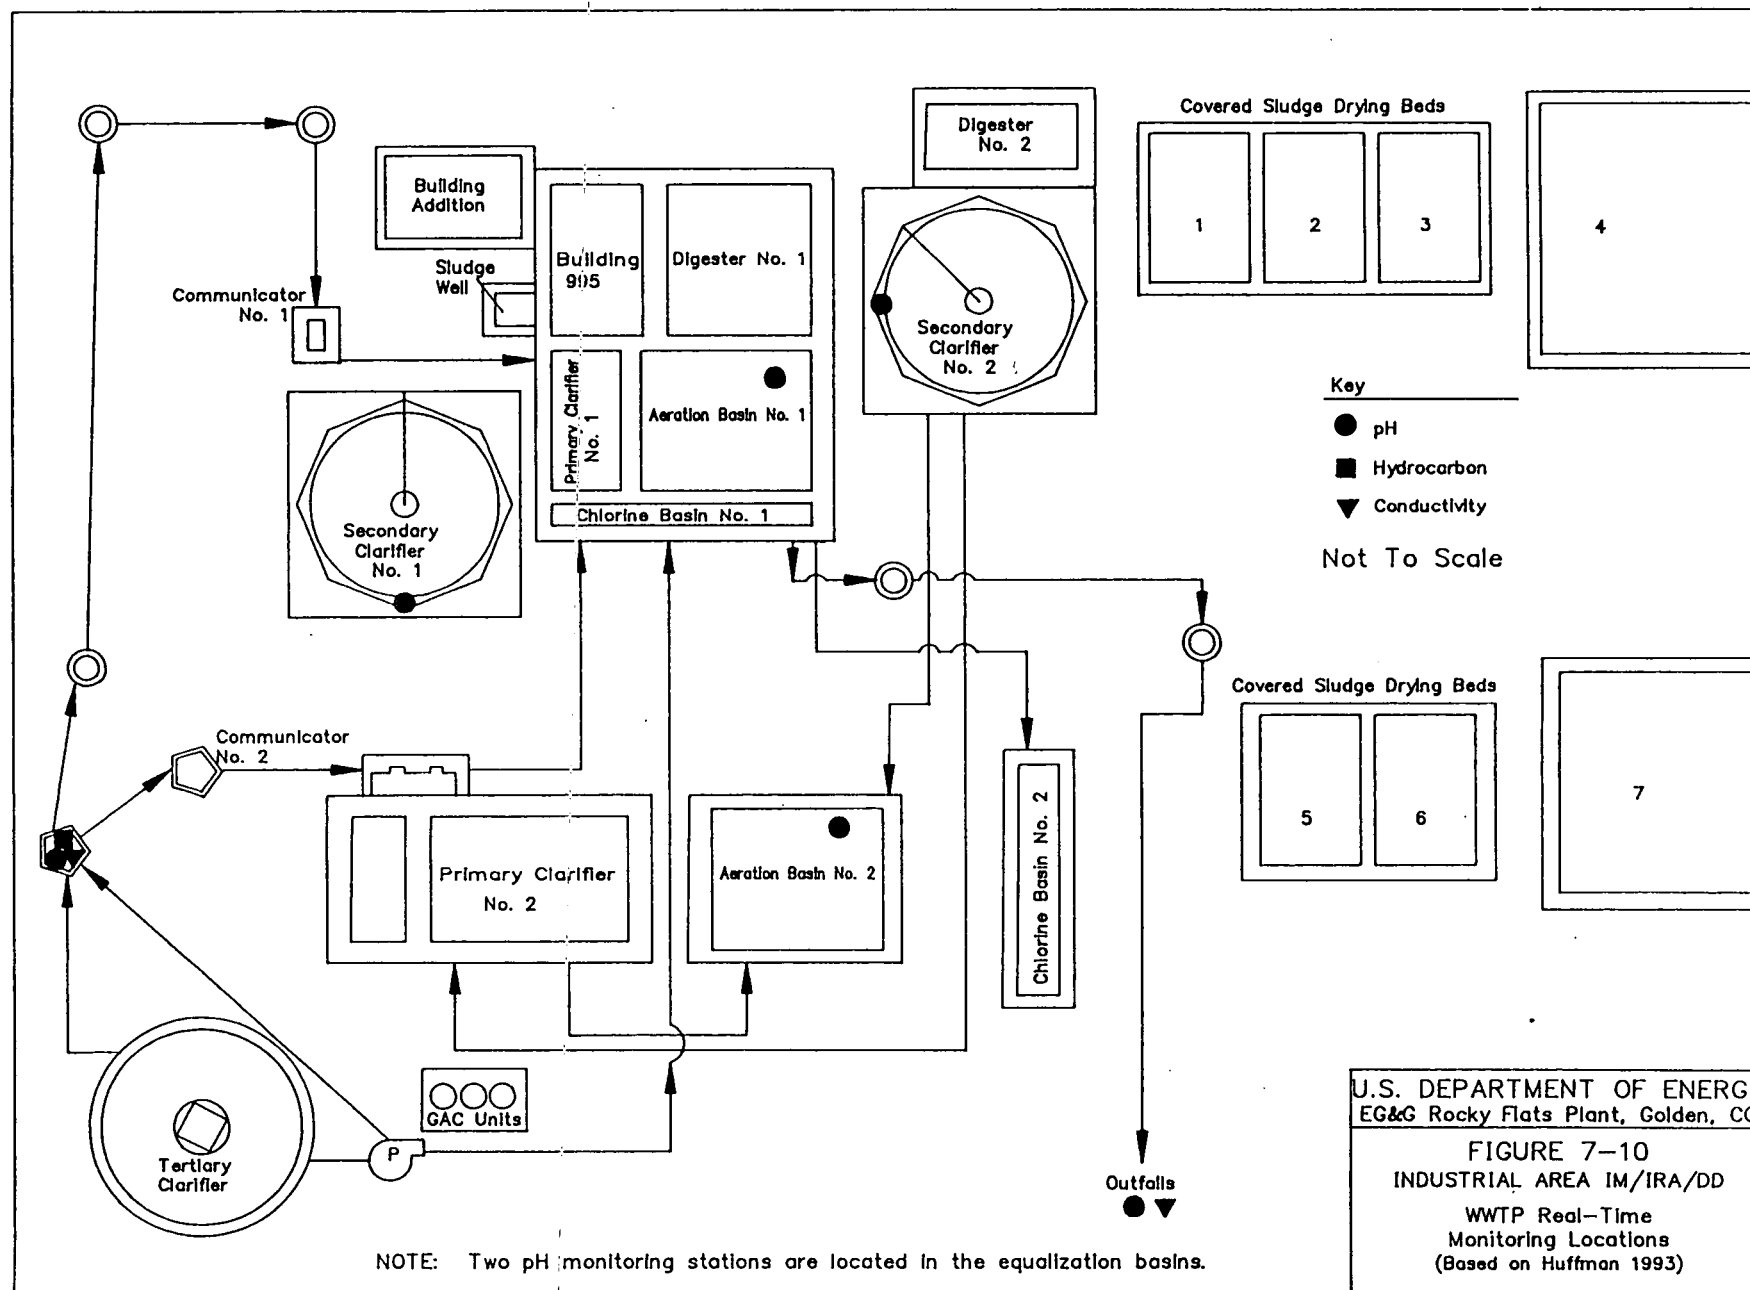 Covered Sludge Drying Beds
1
2
3
4
Digester
No. 2
Building
Addition
Sludge
Well
Building
995
Digester No. 1
Communicator
No. 1
Secondary
Clarifier
No. 2
Primary Clarifier
No. 1
Aeration Basin No. 1
Chlorine Basin No. 1
Secondary
Clarifier
No. 1
Key
pH
Hydrocarbon
Conductivity
Not To Scale
Covered Sludge Drying Beds
5
6
7
Communicator
No. 2
Primary Clarifier
No. 2
Aeration Basin No. 2
Chlorine Basin No. 2
GAC Units
P
Tertiary
Clarifier
Outfalls
NOTE: Two pH monitoring stations are located in the equalization basins.
U.S. DEPARTMENT OF ENERG
EG&G Rocky Flats Plant, Golden, CO
FIGURE 7-10
INDUSTRIAL AREA IM/IRA/DD
WWTP Real-Time
Monitoring Locations
(Based on Huffman 1993)